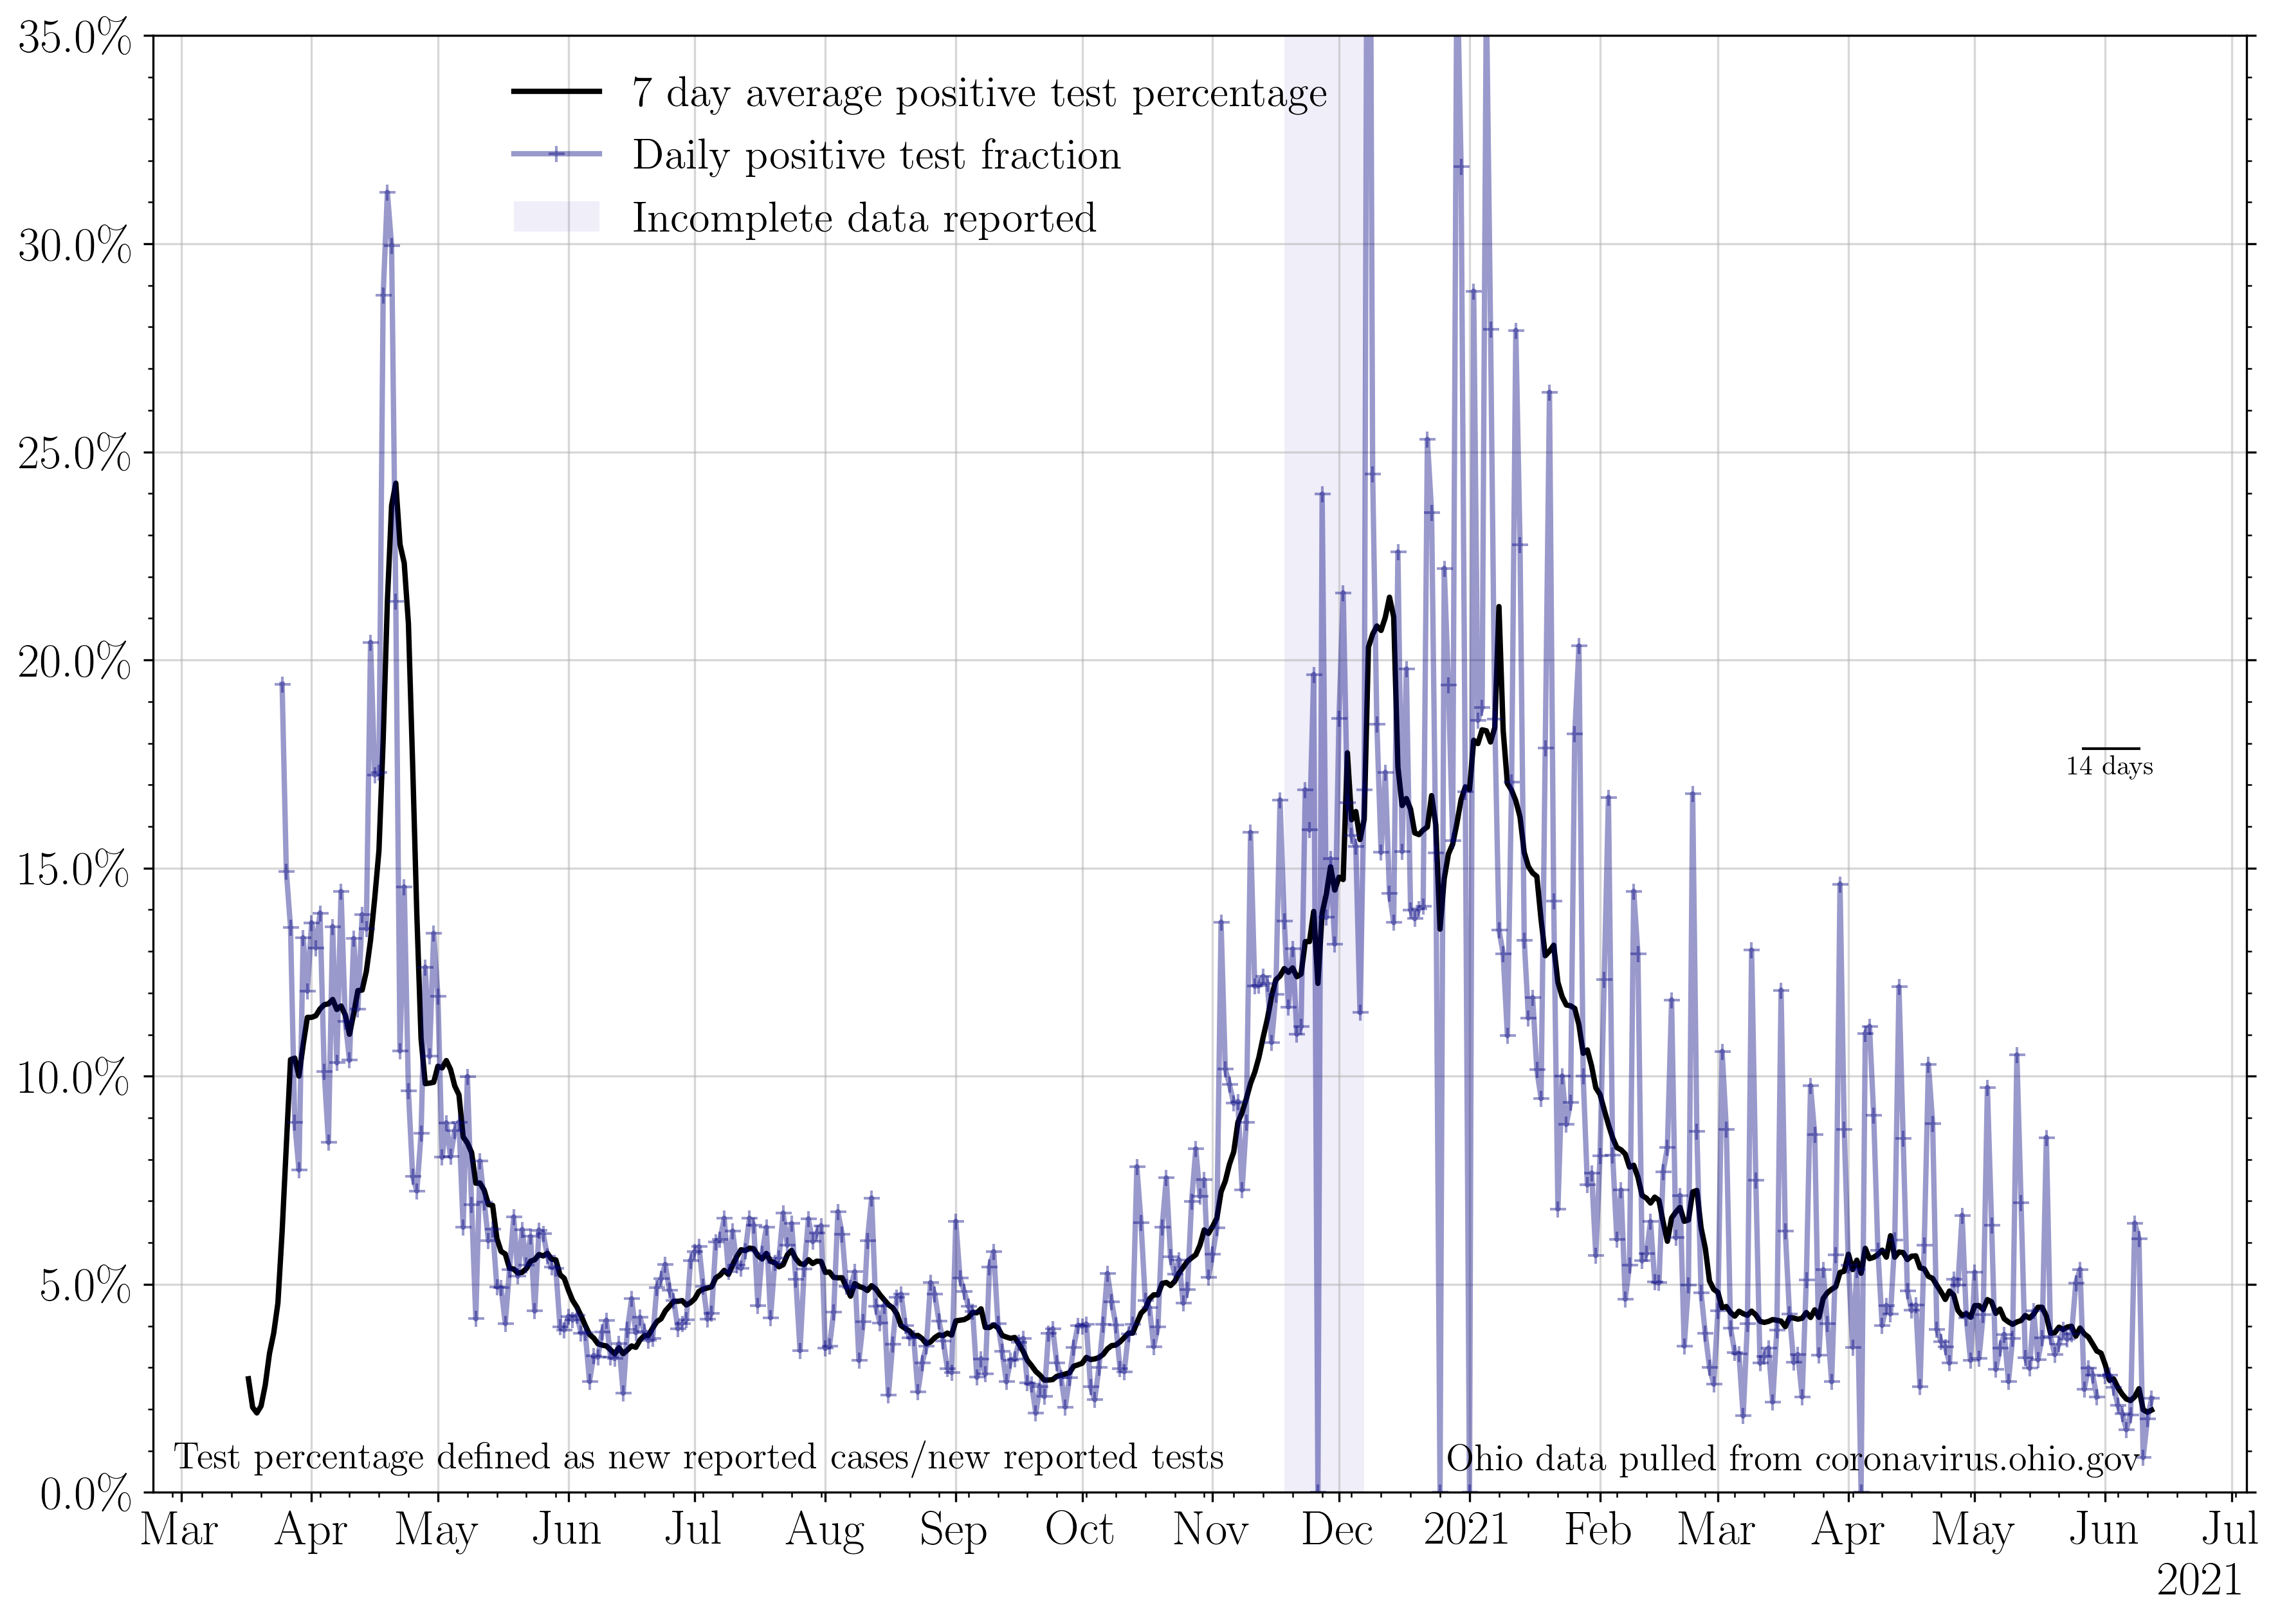 35.0%
30.0%
25.0%
20.0%
15.0%
10.0%
5.0%
0.0%
7 day average positive test percentage
Daily positive test fraction
Incomplete data reported
14 days
Test percentage defined as new reported cases/new reported tests
Ohio data pulled from coronavirus.ohio.gov
Mar Apr May Jun Jul Aug Sep Oct Nov Dec 2021 Feb Mar Apr May Jun Jul
2021